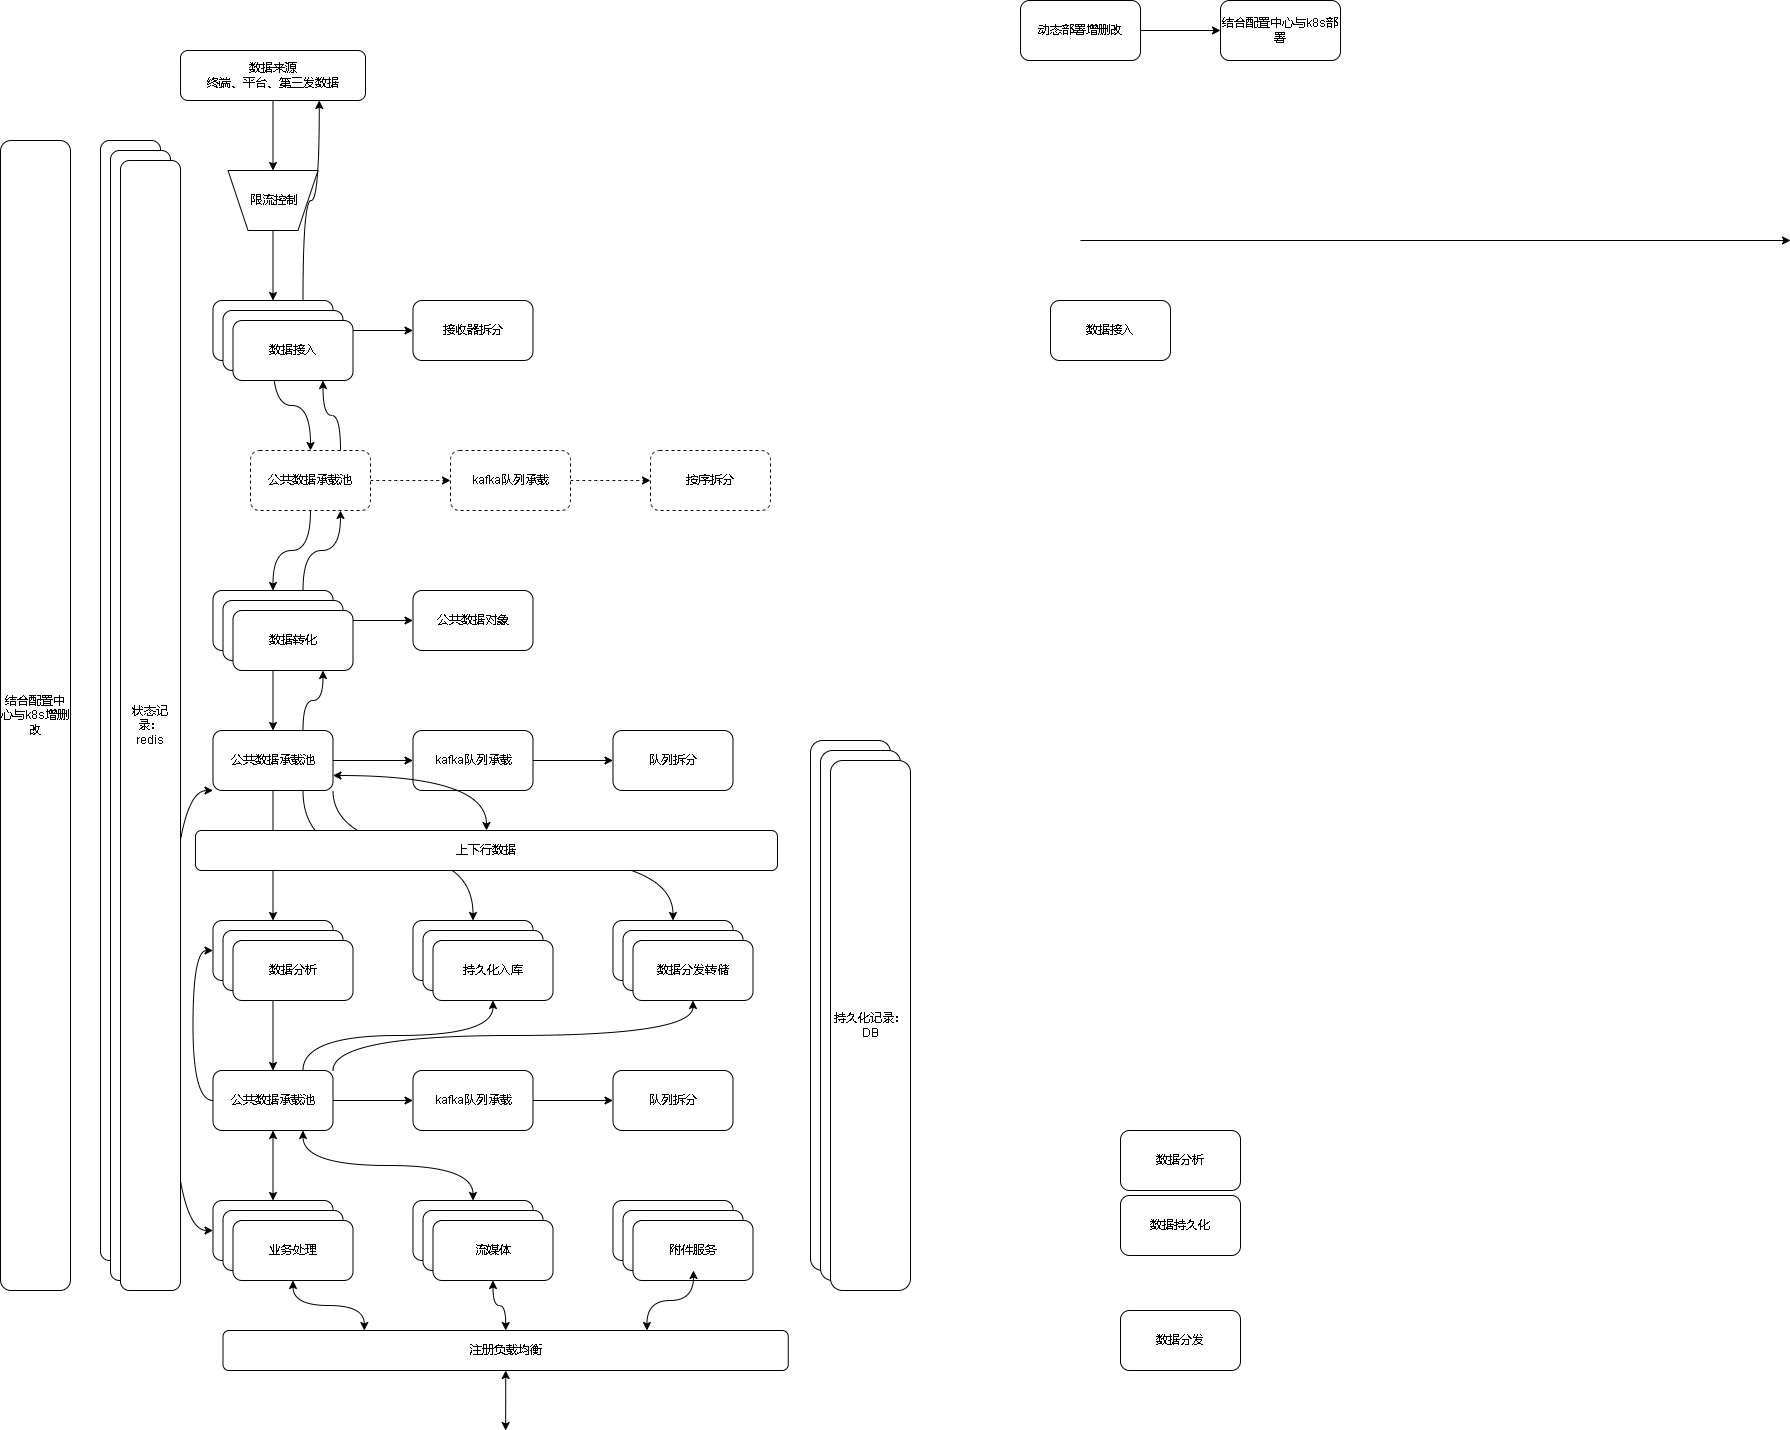 动态部署增删改
结合配置中心与k8s部
署
数据来源
终端、平台、第三发数据
限流控制
数据接入
接收器拆分
数据接入
公共数据承载池
kafka队列承载
按序拆分
数据转化
公共数据对象
结合配置中
心与k8s增删
改
状态记
录：
redis
公共数据承载池
kafka队列承载
队列拆分
上下行数据
数据分析
持久化入库
数据分发转储
持久化记录：
DB
公共数据承载池
kafka队列承载
队列拆分
数据分析
数据持久化
业务处理
流媒体
附件服务
数据分发
注册负载均衡